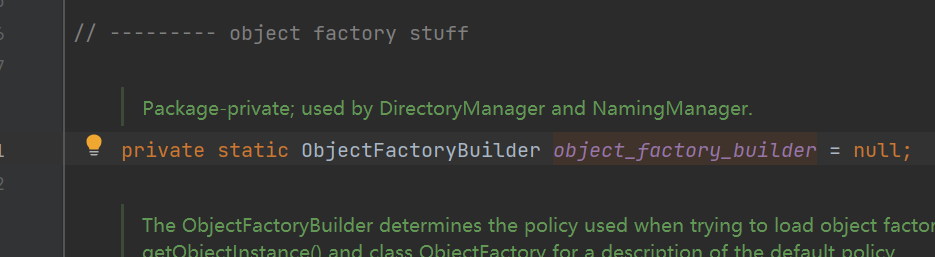 // --------- object factory stuff
Package-private; used by DirectoryManager and NamingManager.
private static ObjectFactoryBuilder object_factory_builder = null;
The ObjectFactoryBuilder determines the policy used when trying to load object factor
getObjectInstance() and class ObjectFactory for a description of the default policy